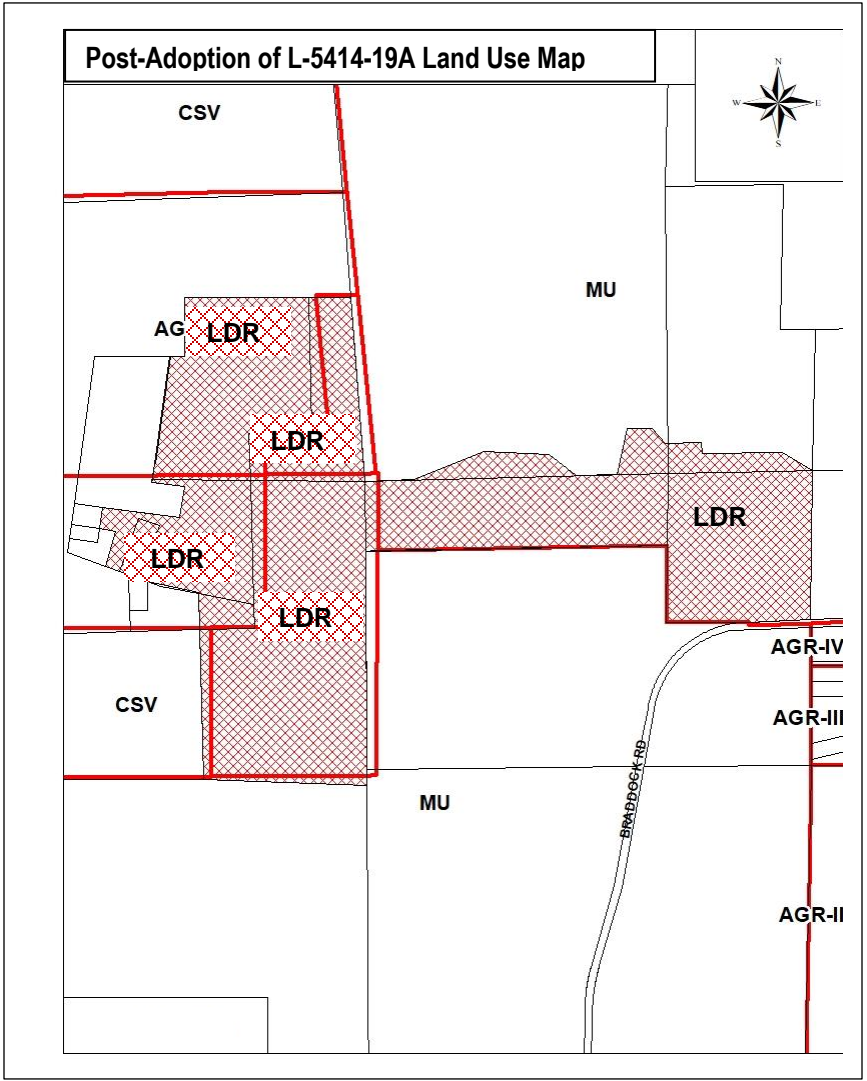 Post-Adoption of L-5414-19A Land Use Map
N
W E
S
CSV
MU
AG LDR
LDR
LDR
LDR
LDR
AGR-IV
CSV
AGR-III
BRADDOCK RD
MU
AGR-II